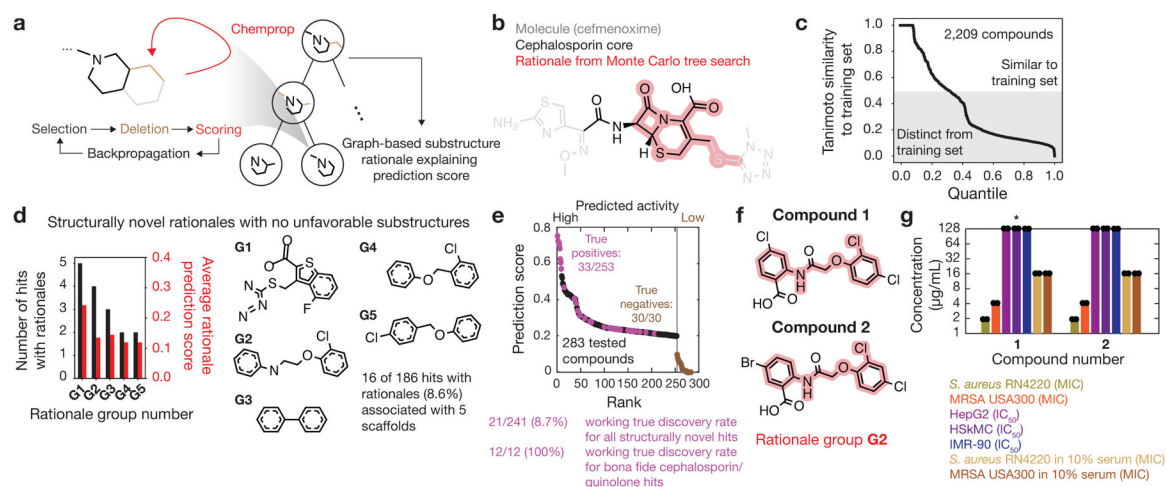 a
Chemprop
...
N
N
N
N
N
Selection
Deletion
Scoring
Backpropagation
Graph-based substructure
rationale explaining
prediction score
b
Molecule (cefmenoxime)
Cephalosporin core
Rationale from Monte Carlo tree search
c
Tanimoto similarity
to training set
1.0
0.8
0.6
0.4
0.2
0.0
2,209 compounds
Similar to
training set
Distinct from
training set
0.0 0.2 0.4 0.6 0.8 1.0
Quantile
d
Structurally novel rationales with no unfavorable substructures
Number of hits
with rationales
5
4
3
2
1
0
Average rationale
prediction score
0.4
0.3
0.2
0.1
0.0
G1 G2 G3 G4 G5
Rationale group number
G1
G2
G3
G4
G5
16 of 186 hits with
rationales (8.6%)
associated with 5
scaffolds
e
Predicted activity
High
Low
Prediction score
0.8
0.6
0.4
0.2
0.0
True
positives:
33/253
True
negatives:
30/30
283 tested
compounds
0 50 100 150 200 250 300
Rank
21/241 (8.7%) working true discovery rate
for all structurally novel hits
12/12 (100%) working true discovery rate
for bona fide cephalosporin/
quinolone hits
f
Compound 1
Compound 2
Rationale group G2
g
Concentration
(µg/mL)
128
64
32
16
8
4
2
1
*
1 2
Compound number
S. aureus RN4220 (MIC)
MRSA USA300 (MIC)
HepG2 (IC50)
HSkMC (IC50)
IMR-90 (IC50)
S. aureus RN4220 in 10% serum (MIC)
MRSA USA300 in 10% serum (MIC)